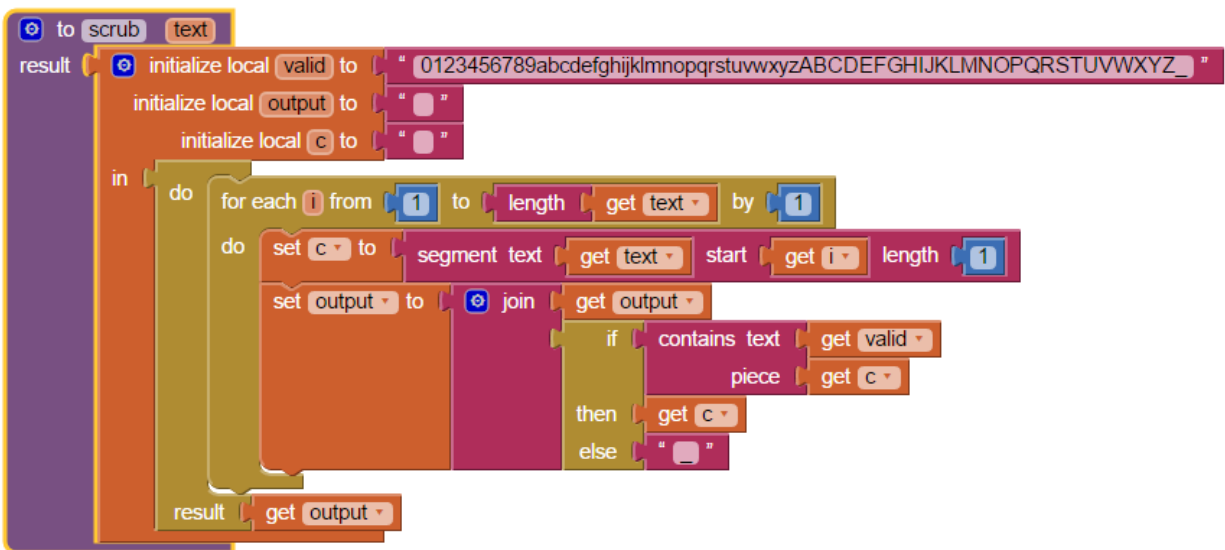 to scrub text
result initialize local valid to " 0123456789abcdefghijklmnopqrstuvwxyzABCDEFGHIJKLMNOPQRSTUVWXYZ_ "
initialize local output to " "
initialize local c to " "
in
do for each i from 1 to length get text by 1
do set c to segment text get text start get i length 1
set output to join get output
if contains text get valid
piece get c
then get c
else " _ "
result get output